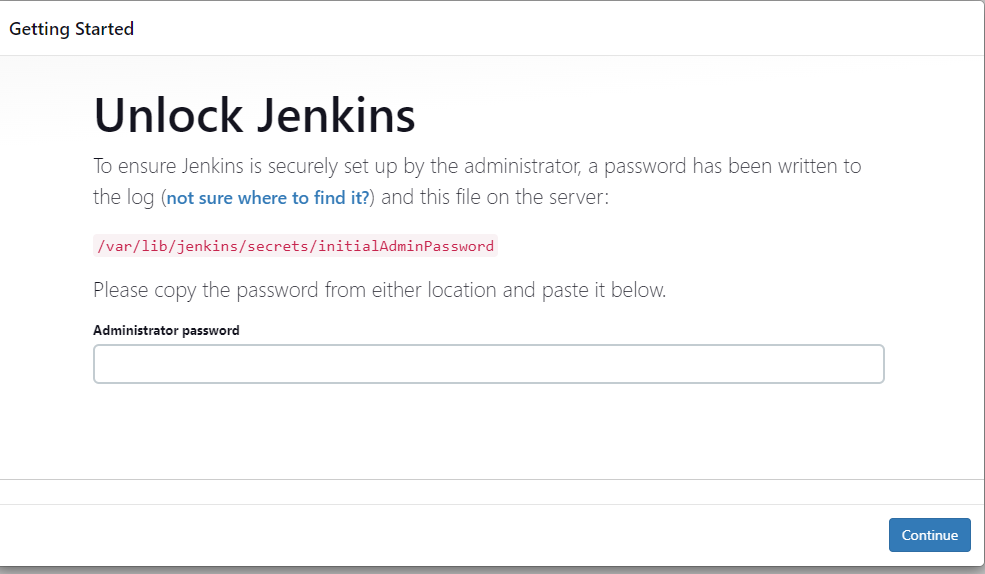 Getting Started
Unlock Jenkins
To ensure Jenkins is securely set up by the administrator, a password has been written to
the log (not sure where to find it?) and this file on the server:
/var/lib/jenkins/secrets/initialAdminPassword
Please copy the password from either location and paste it below.
Administrator password
Continue